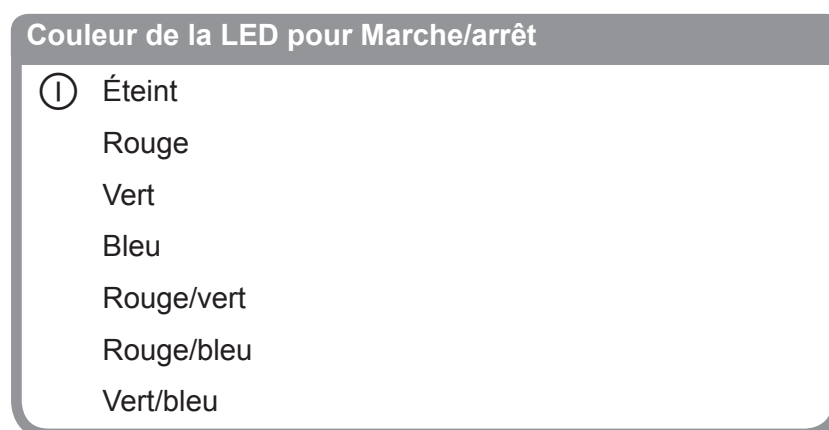 Couleur de la LED pour Marche/arrêt
Éteint
Rouge
Vert
Bleu
Rouge/vert
Rouge/bleu
Vert/bleu